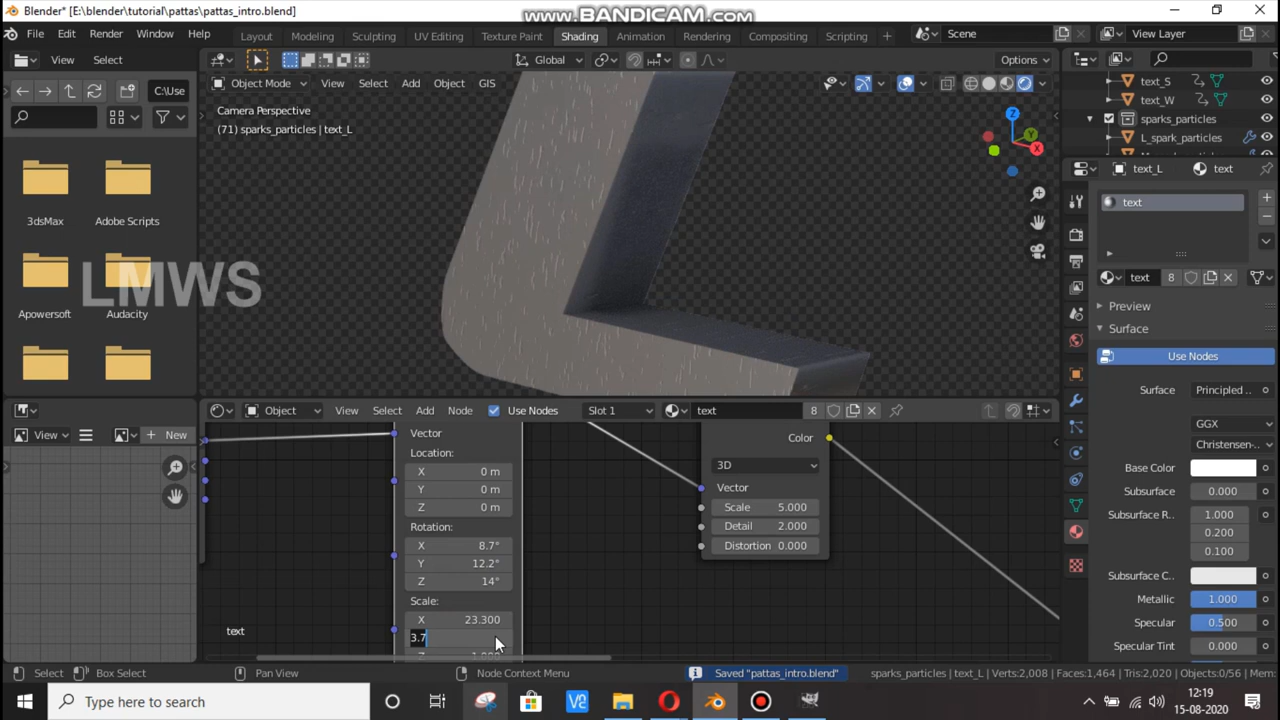 Blender* [E:\blender\tutorial\pattas\pattas_intro.blend]
www.BANDICAM.com
File Edit Render Window Help
Layout Modeling Sculpting UV Editing Texture Paint Shading Animation Rendering Compositing Scripting
Scene
View Layer
View Select
Global
Options
C:\Use
Object Mode View Select Add Object GIS
Camera Perspective
(71) sparks_particles | text_L
Z
Y
X
text_S
text_W
sparks_particles
L_spark_particles
text_L text
text
text 8
Preview
Surface
Use Nodes
Surface Principled ..
GGX
Christensen-..
Base Color
Subsurface 0.000
Subsurface R.. 1.000
0.200
0.100
Subsurface C..
Metallic 1.000
Specular 0.500
Specular Tint 0.000
3dsMax
Adobe Scripts
LMWS
Apowersoft
Audacity
View
New
Object View Select Add Node Use Nodes Slot 1 text 8
Vector
Location:
X 0 m
Y 0 m
Z 0 m
Rotation:
X 8.7°
Y 12.2°
Z 14°
Scale:
X 23.300
3.7
Color
3D
Vector
Scale 5.000
Detail 2.000
Distortion 0.000
text
Select Box Select Pan View Node Context Menu Saved "pattas_intro.blend" sparks_particles | text_L | Verts:2,008 | Faces:1,464 | Tris:2,020 | Objects:0/56 | Mem:
Type here to search
12:19
15-08-2020